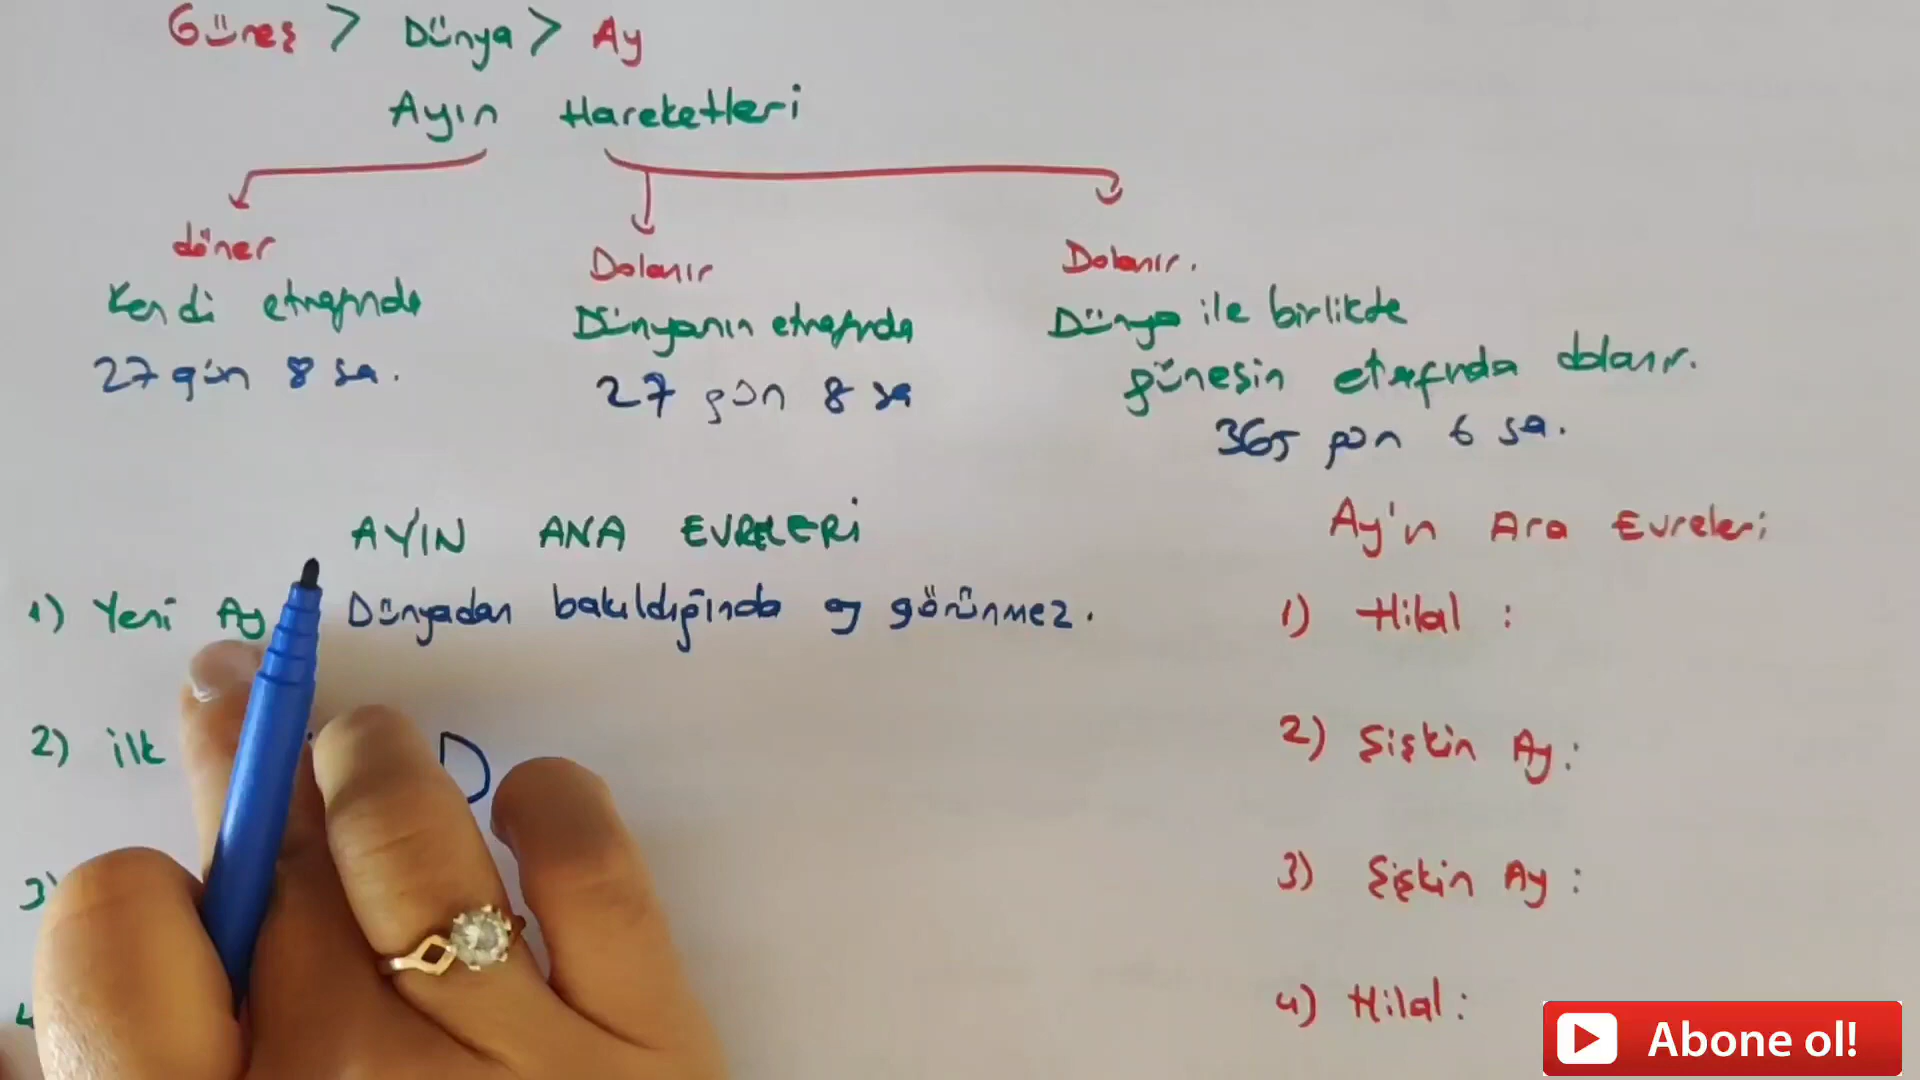 Güneş > Dünya > Ay
Ayın Hareketleri
döner
Kendi etrafında
27 gün 8 sa.
Dolanır
Dünyanın etrafında
27 gün 8 sa
Dolanır.
Dünya ile birlikde
güneşin etrafında dolanır.
365 gün 6 sa.
AYIN ANA EVRELERİ
1) Yeni Ay Dünyadan bakıldığında ay görünmez.
2) ilk D
3)
4
Ay'ın Ara Evreleri
1) Hilal :
2) Şişkin Ay :
3) Şişkin Ay :
4) Hilal :
Abone ol!